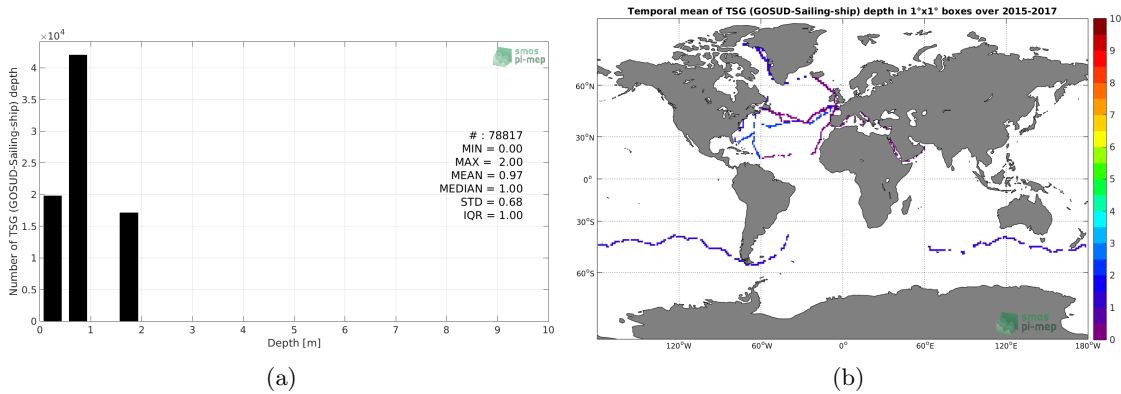 Number of TSG (GOSUD-Sailing-ship) depth
×10⁴
4
3.5
3
2.5
2
1.5
1
0.5
0
smos
pi-mep
# : 78817
MIN = 0.00
MAX = 2.00
MEAN = 0.97
MEDIAN = 1.00
STD = 0.68
IQR = 1.00
0 1 2 3 4 5 6 7 8 9 10
Depth [m]
(a)
Temporal mean of TSG (GOSUD-Sailing-ship) depth in 1°x1° boxes over 2015-2017
60°N
30°N
0°
30°S
60°S
120°W 60°W 0° 60°E 120°E 180°W
smos
pi-mep
10
9
8
7
6
5
4
3
2
1
0
(b)